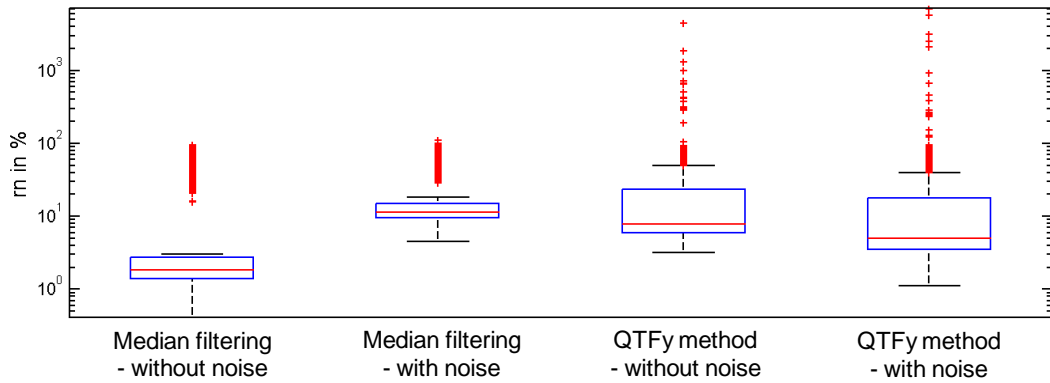 rn in %
10³
10²
10¹
10⁰
Median filtering
- without noise
Median filtering
- with noise
QTFy method
- without noise
QTFy method
- with noise